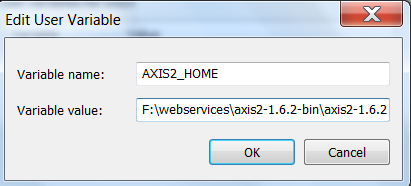 Edit User Variable
Variable name: AXIS2_HOME
Variable value: F:\webservices\axis2-1.6.2-bin\axis2-1.6.2
OK Cancel